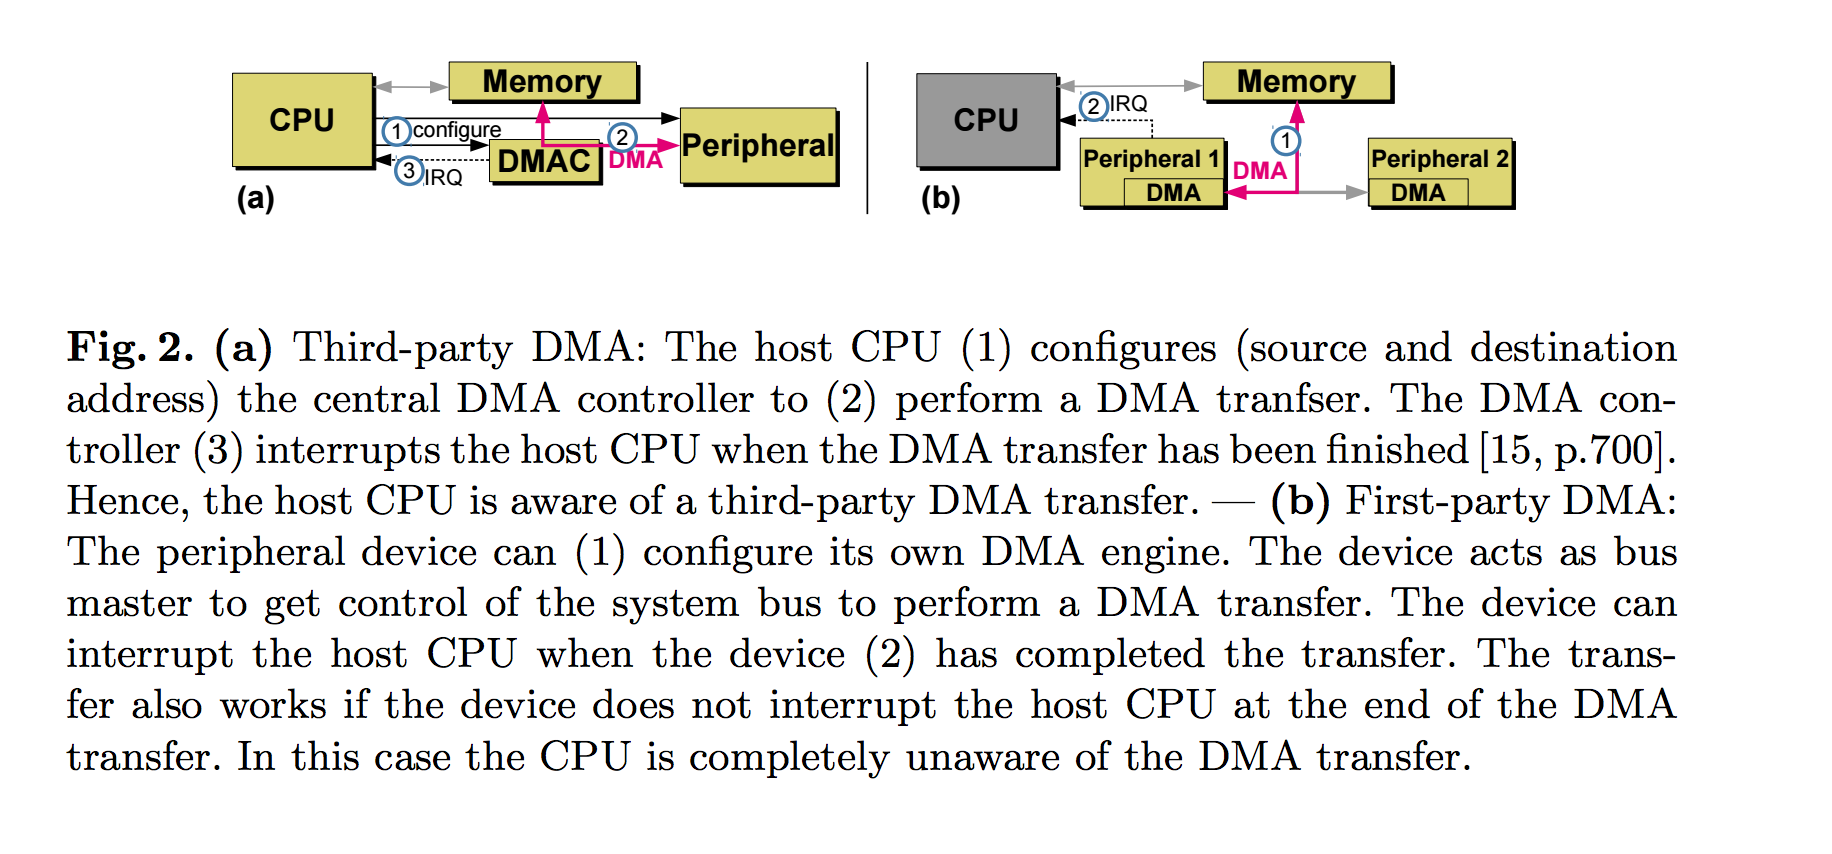 CPU
Memory
1 configure
DMAC
2
DMA
Peripheral
3 IRQ
(a)
CPU
Memory
2 IRQ
1
Peripheral 1
DMA
DMA
Peripheral 2
DMA
(b)
Fig. 2. (a) Third-party DMA: The host CPU (1) configures (source and destination
address) the central DMA controller to (2) perform a DMA tranfser. The DMA con-
troller (3) interrupts the host CPU when the DMA transfer has been finished [15, p.700].
Hence, the host CPU is aware of a third-party DMA transfer. — (b) First-party DMA:
The peripheral device can (1) configure its own DMA engine. The device acts as bus
master to get control of the system bus to perform a DMA transfer. The device can
interrupt the host CPU when the device (2) has completed the transfer. The trans-
fer also works if the device does not interrupt the host CPU at the end of the DMA
transfer. In this case the CPU is completely unaware of the DMA transfer.